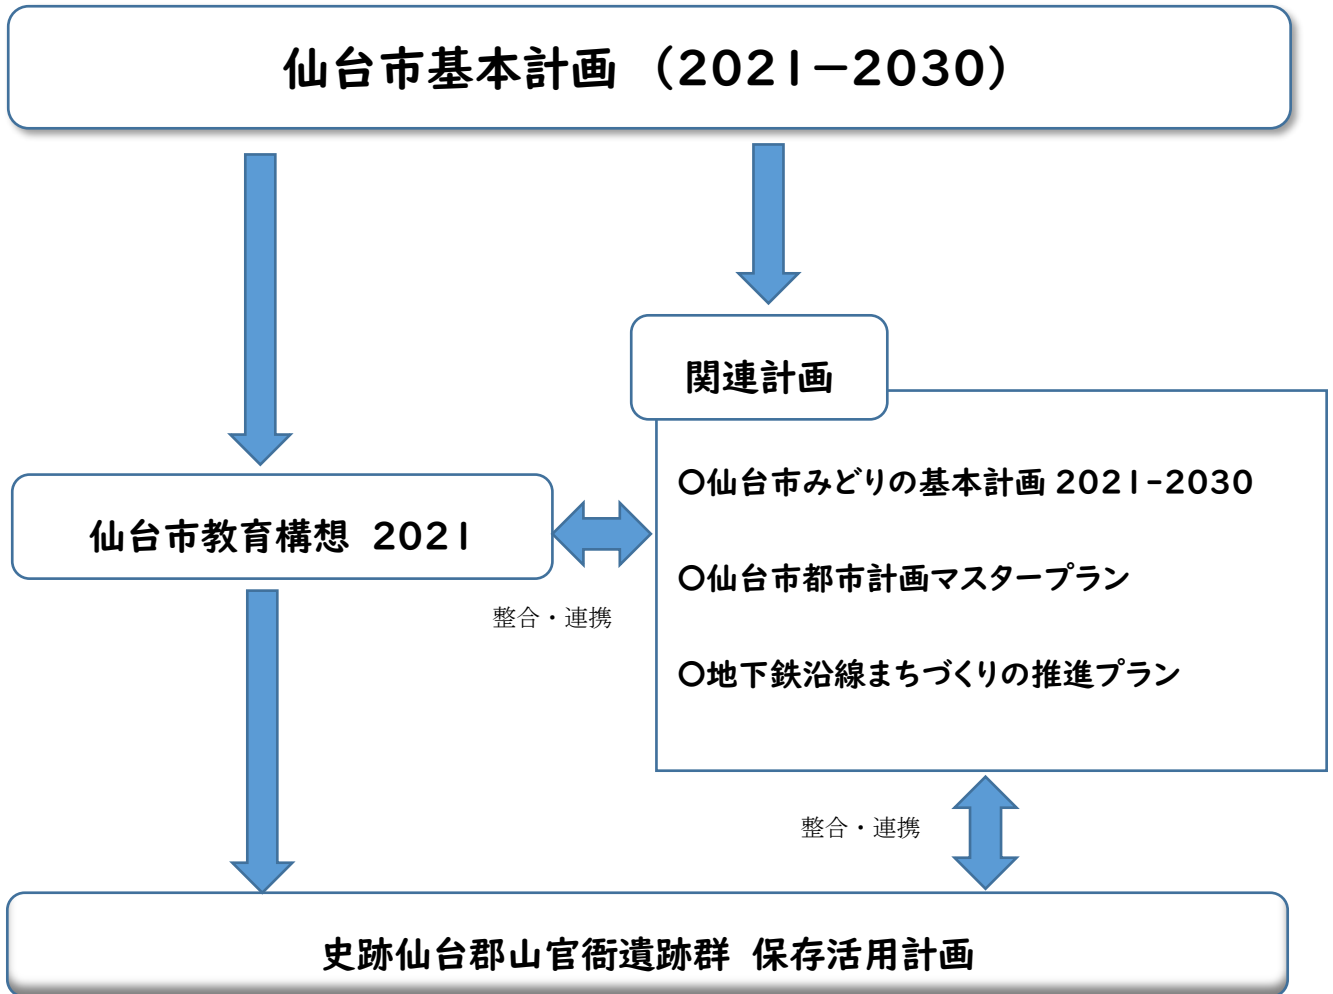 仙台市基本計画（2021－2030）
関連計画
〇仙台市みどりの基本計画 2021-2030
仙台市教育構想 2021
〇仙台市都市計画マスタープラン
整合・連携
〇地下鉄沿線まちづくりの推進プラン
整合・連携
史跡仙台郡山官衙遺跡群 保存活用計画